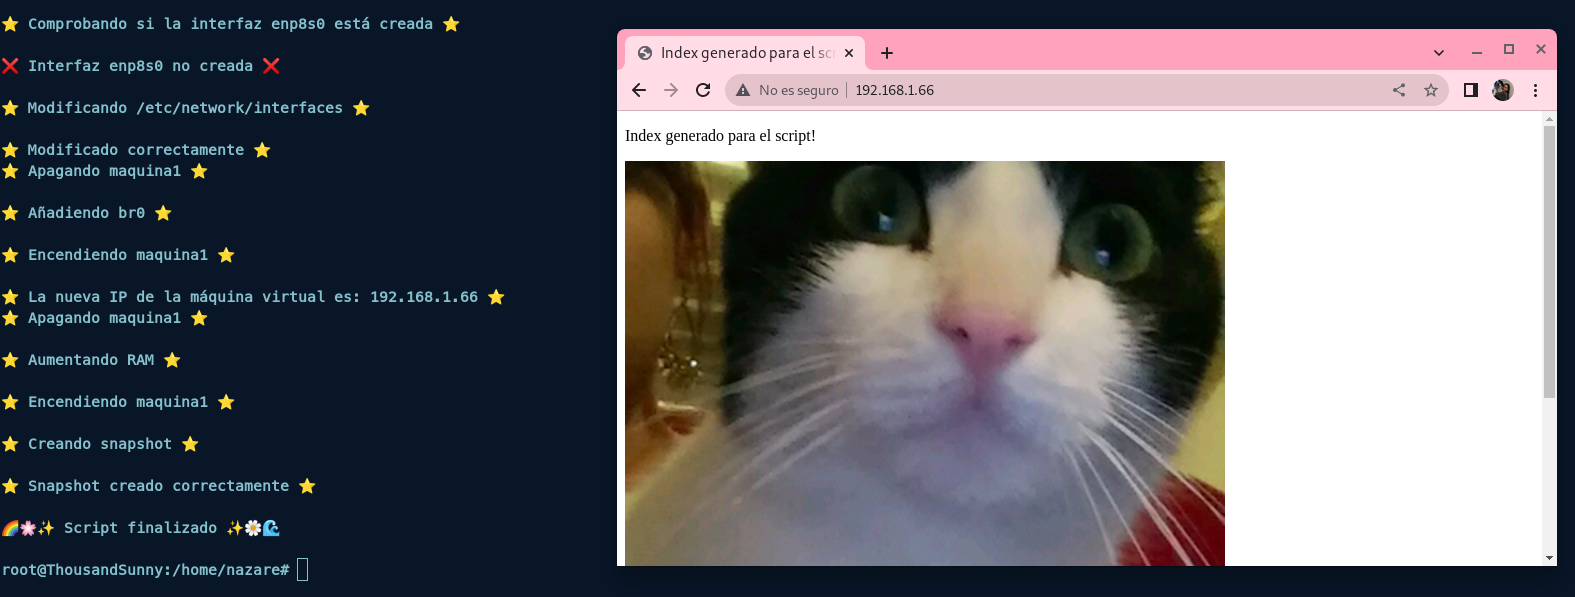 ⭐ Comprobando si la interfaz enp8s0 está creada ⭐
❌ Interfaz enp8s0 no creada ❌
⭐ Modificando /etc/network/interfaces ⭐
⭐ Modificado correctamente ⭐
⭐ Apagando maquina1 ⭐
⭐ Añadiendo br0 ⭐
⭐ Encendiendo maquina1 ⭐
⭐ La nueva IP de la máquina virtual es: 192.168.1.66 ⭐
⭐ Apagando maquina1 ⭐
⭐ Aumentando RAM ⭐
⭐ Encendiendo maquina1 ⭐
⭐ Creando snapshot ⭐
⭐ Snapshot creado correctamente ⭐
🌈🌸✨ Script finalizado ✨🌼🌊
root@ThousandSunny:/home/nazare#
Index generado para el scr
No es seguro 192.168.1.66
Index generado para el script!